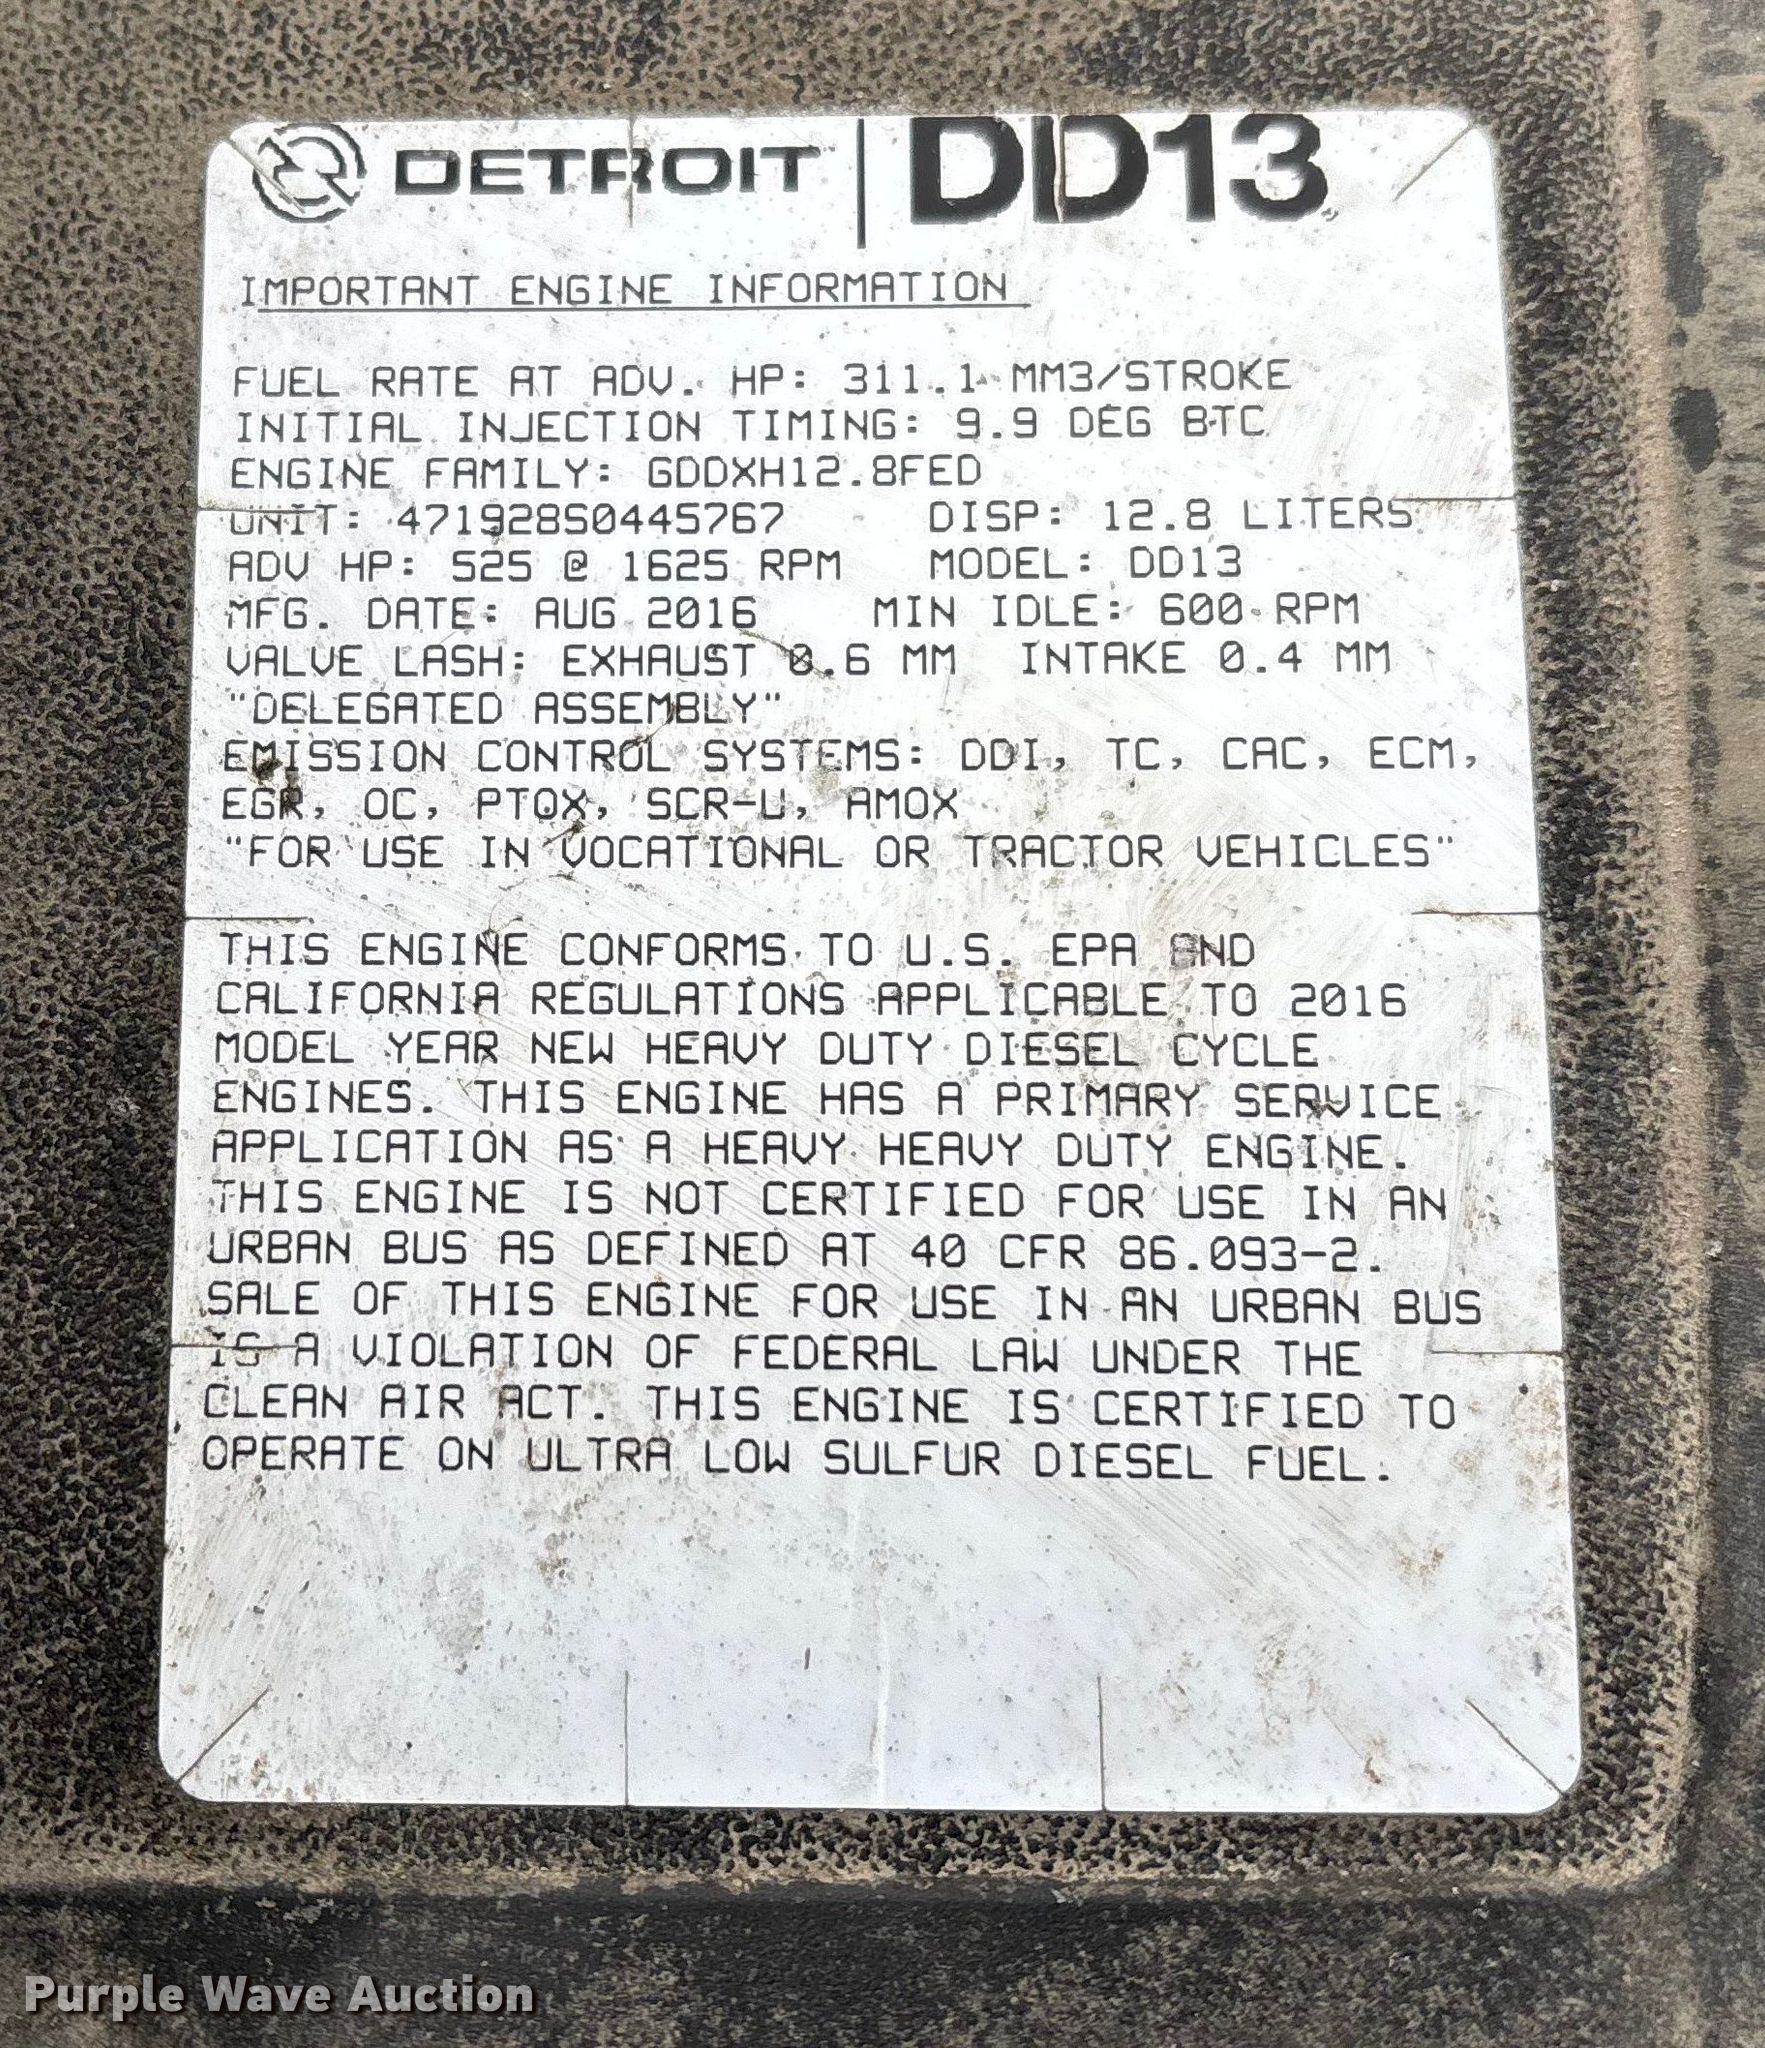 DETROIT | DD13
IMPORTANT ENGINE INFORMATION
FUEL RATE AT ADV. HP: 311.1 MM3/STROKE
INITIAL INJECTION TIMING: 9.9 DEG BTC
ENGINE FAMILY: GDDXH12.8FED
UNIT: 471928S0445767 DISP: 12.8 LITERS
ADV HP: 525 @ 1625 RPM MODEL: DD13
MFG. DATE: AUG 2016 MIN IDLE: 600 RPM
VALVE LASH: EXHAUST 0.6 MM INTAKE 0.4 MM
"DELEGATED ASSEMBLY"
EMISSION CONTROL SYSTEMS: DDI, TC, CAC, ECM,
EGR, OC, PTOX, SCR-U, AMOX
"FOR USE IN VOCATIONAL OR TRACTOR VEHICLES"
THIS ENGINE CONFORMS TO U.S. EPA AND
CALIFORNIA REGULATIONS APPLICABLE TO 2016
MODEL YEAR NEW HEAVY DUTY DIESEL CYCLE
ENGINES. THIS ENGINE HAS A PRIMARY SERVICE
APPLICATION AS A HEAVY HEAVY DUTY ENGINE.
THIS ENGINE IS NOT CERTIFIED FOR USE IN AN
URBAN BUS AS DEFINED AT 40 CFR 86.093-2.
SALE OF THIS ENGINE FOR USE IN AN URBAN BUS
IS A VIOLATION OF FEDERAL LAW UNDER THE
CLEAN AIR ACT. THIS ENGINE IS CERTIFIED TO
OPERATE ON ULTRA LOW SULFUR DIESEL FUEL.
Purple Wave Auction